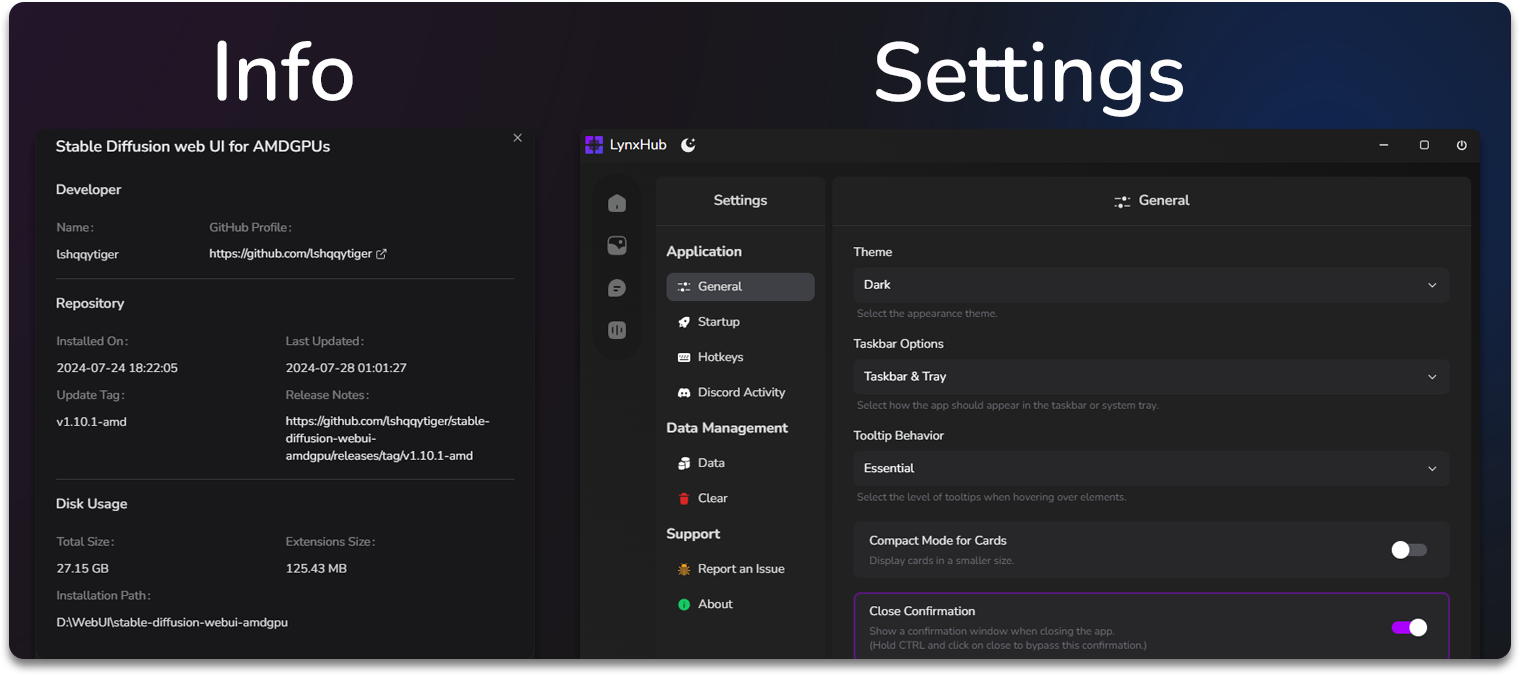 Info
Stable Diffusion web UI for AMDGPUs
Developer
Name:
GitHub Profile:
lshqqytiger
https://github.com/lshqqytiger
Repository
Installed On:
Last Updated:
2024-07-24 18:22:05
2024-07-28 01:01:27
Update Tag:
Release Notes:
v1.10.1-amd
https://github.com/lshqqytiger/stable-
diffusion-webui-
amdgpu/releases/tag/v1.10.1-amd
Disk Usage
Total Size:
Extensions Size:
27.15 GB
125.43 MB
Installation Path:
D:\WebUI\stable-diffusion-webui-amdgpu
Settings
LynxHub
Settings
Application
General
Startup
Hotkeys
Discord Activity
Data Management
Data
Clear
Support
Report an Issue
About
General
Theme
Dark
Select the appearance theme.
Taskbar Options
Taskbar & Tray
Select how the app should appear in the taskbar or system tray.
Tooltip Behavior
Essential
Select the level of tooltips when hovering over elements.
Compact Mode for Cards
Display cards in a smaller size.
Close Confirmation
Show a confirmation window when closing the app.
(Hold CTRL and click on close to bypass this confirmation.)